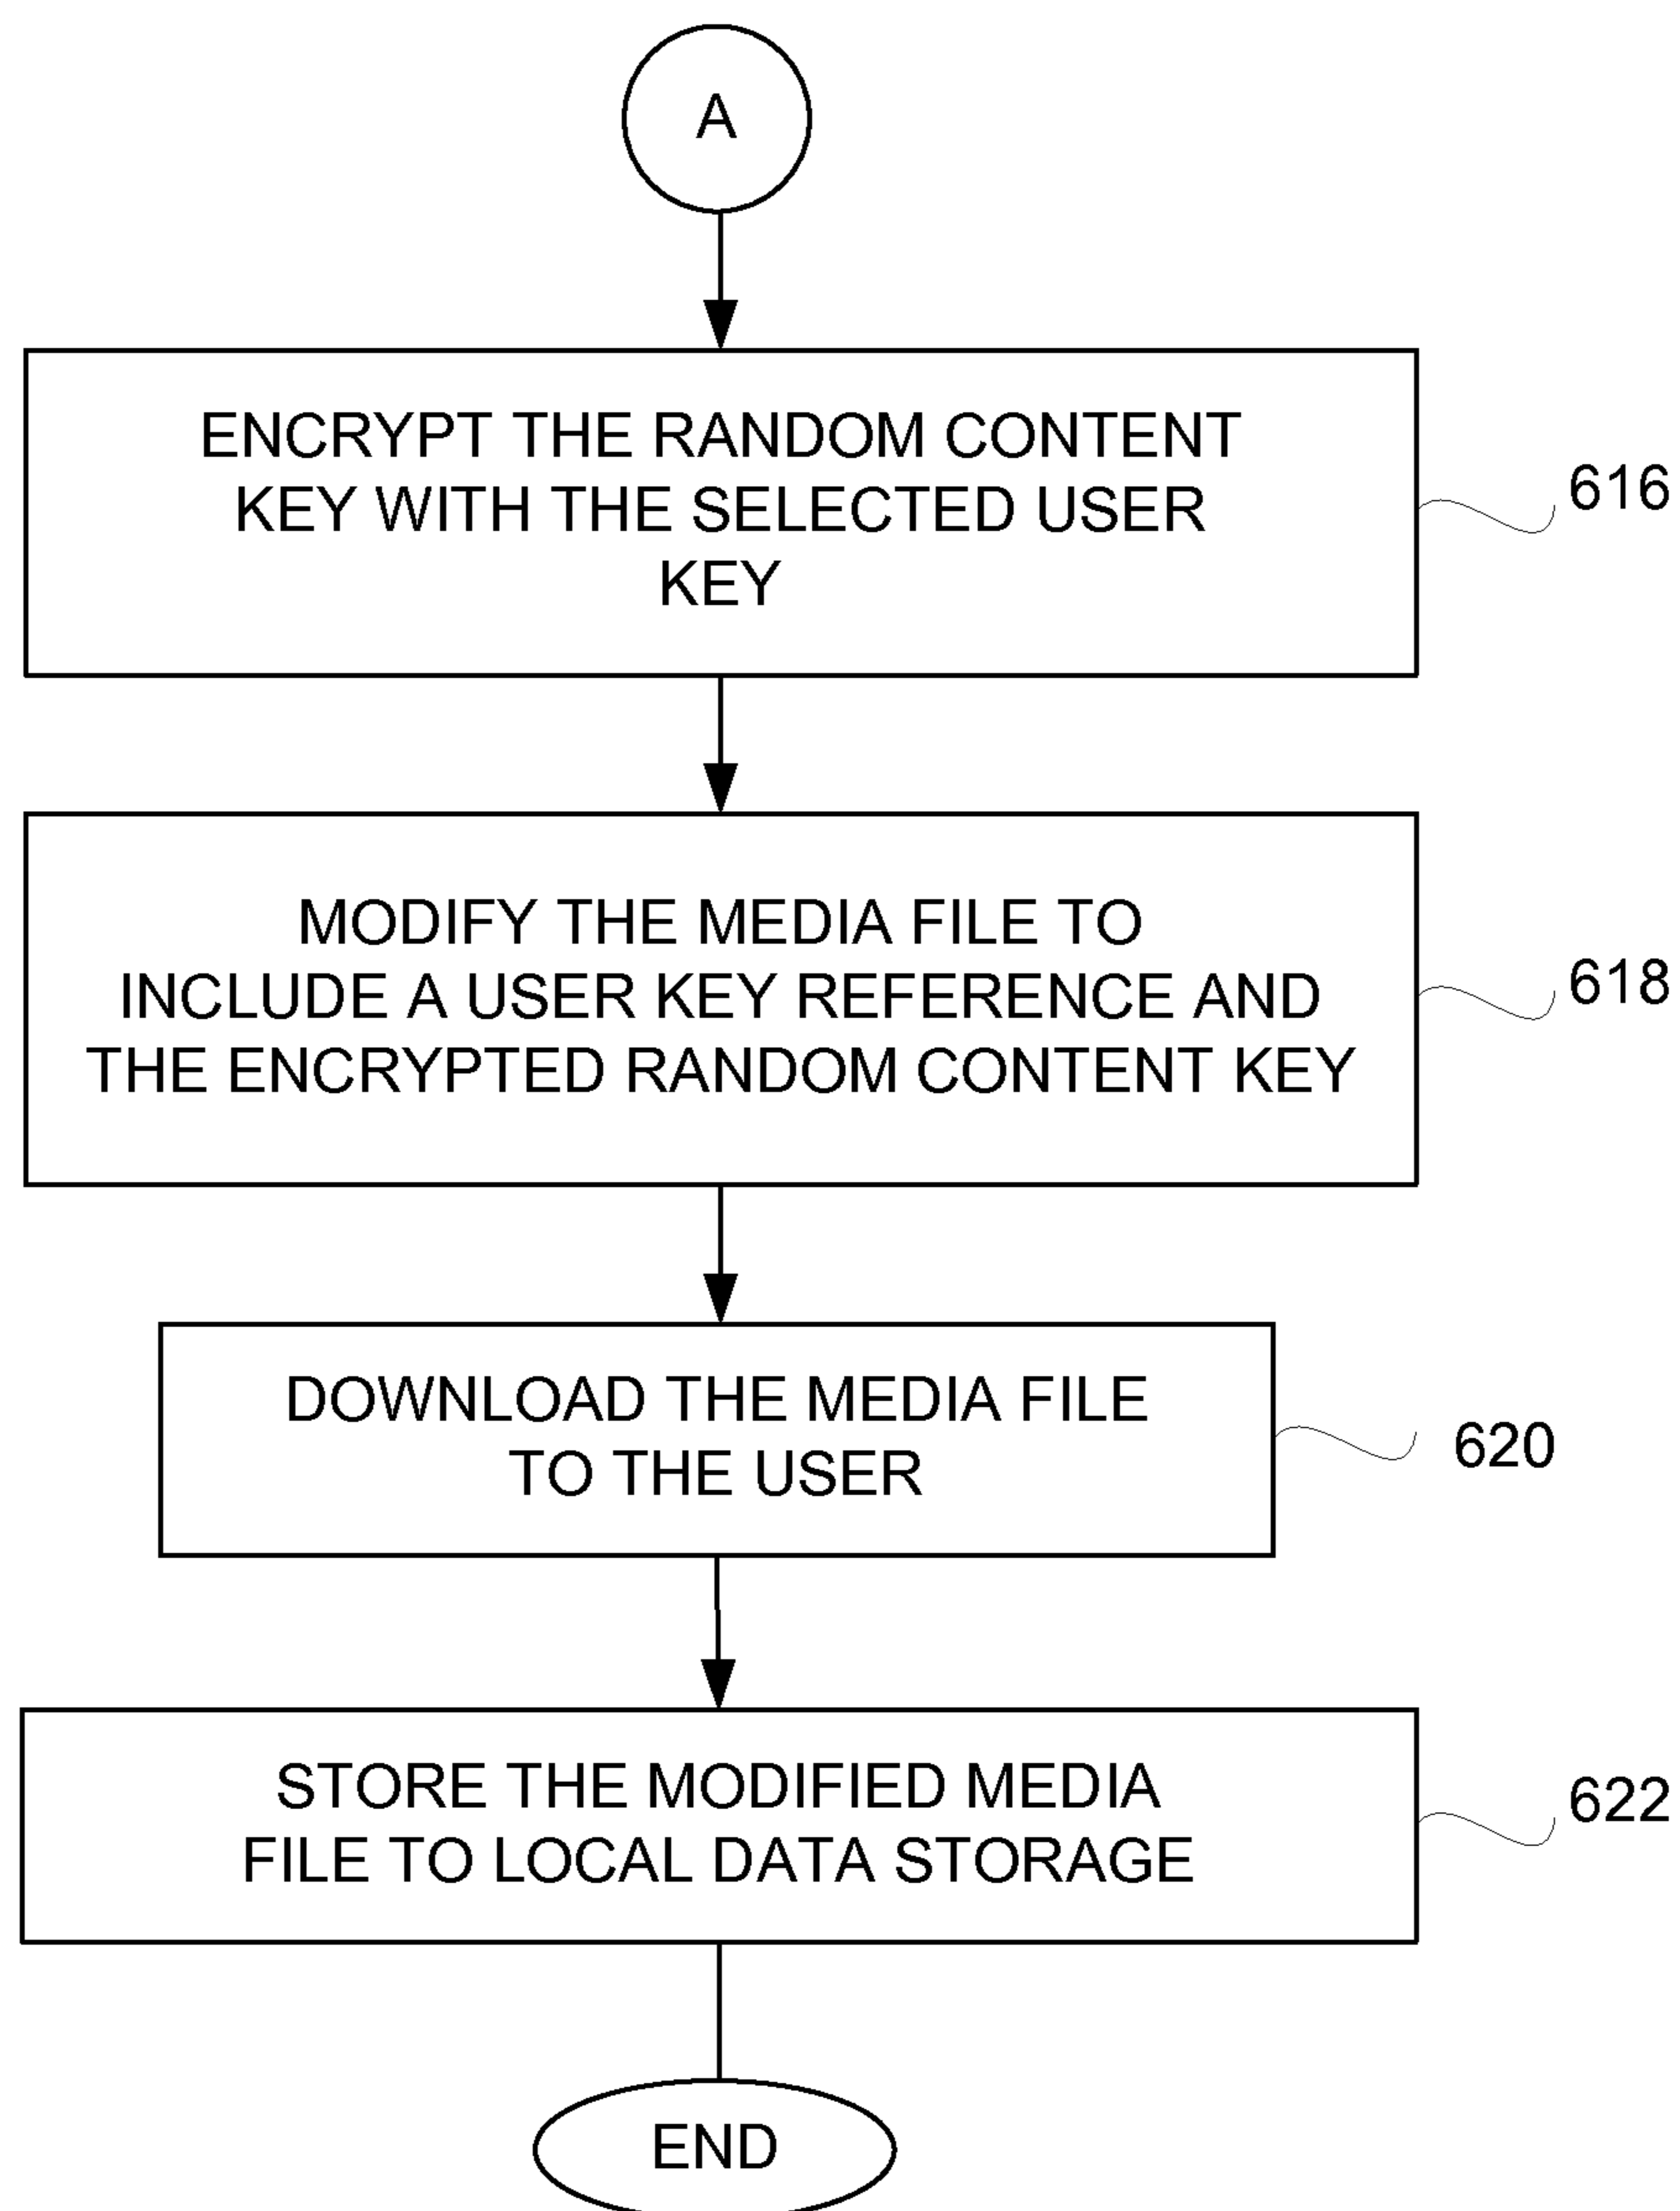 A
ENCRYPT THE RANDOM CONTENT
KEY WITH THE SELECTED USER
KEY
616
MODIFY THE MEDIA FILE TO
INCLUDE A USER KEY REFERENCE AND
THE ENCRYPTED RANDOM CONTENT KEY
618
DOWNLOAD THE MEDIA FILE
TO THE USER
620
STORE THE MODIFIED MEDIA
FILE TO LOCAL DATA STORAGE
622
END